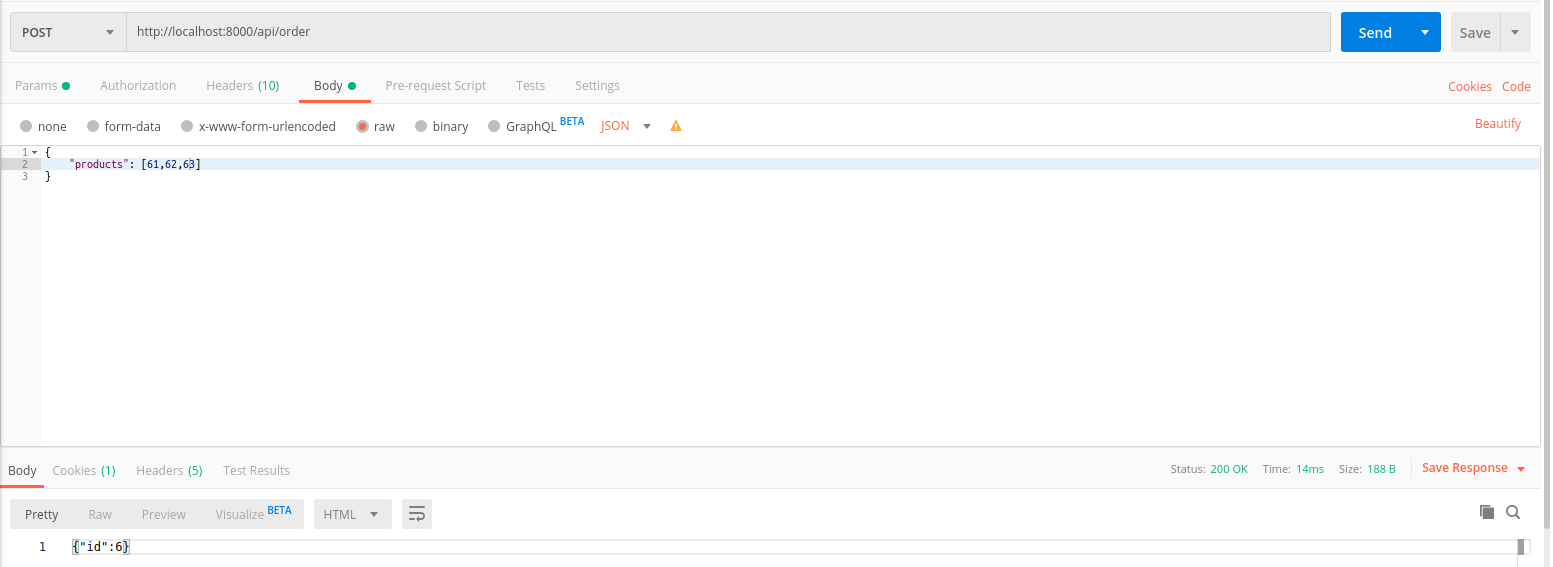 POST http://localhost:8000/api/order Send Save
Params Authorization Headers (10) Body Pre-request Script Tests Settings Cookies Code
none form-data x-www-form-urlencoded raw binary GraphQL BETA JSON Beautify
1 {
2 "products": [61,62,63]
3 }
Body Cookies (1) Headers (5) Test Results Status: 200 OK Time: 14ms Size: 188 B Save Response
Pretty Raw Preview Visualize BETA HTML
1 {"id":6}